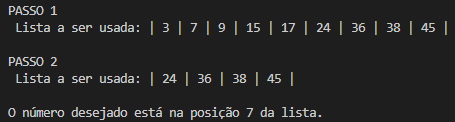 PASSO 1
Lista a ser usada: | 3 | 7 | 9 | 15 | 17 | 24 | 36 | 38 | 45 |
PASSO 2
Lista a ser usada: | 24 | 36 | 38 | 45 |
O número desejado está na posição 7 da lista.